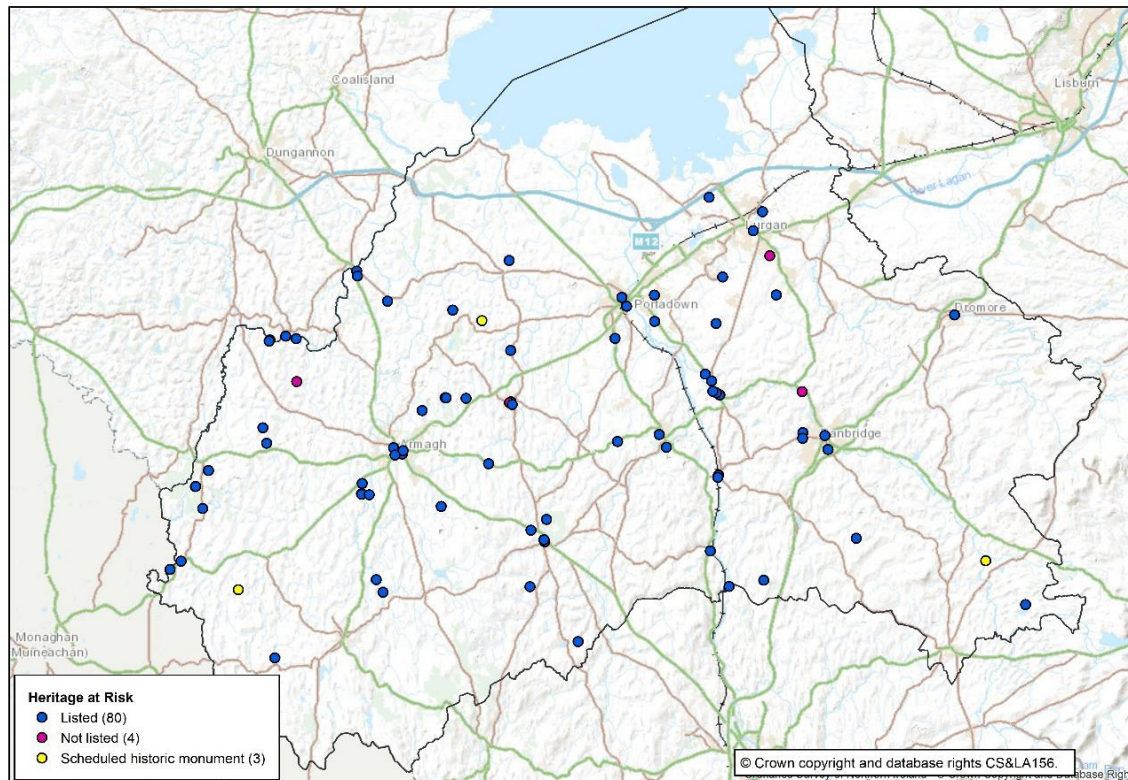 Coalisland
Lisburn
Dungannon
River Lagan
Lurgan
M12
Portadown
Dromore
Armagh
Banbridge
Monaghan
(Muineachán)
Heritage at Risk
Listed (80)
Not listed (4)
Scheduled historic monument (3)
© Crown copyright and database rights CS&LA156.